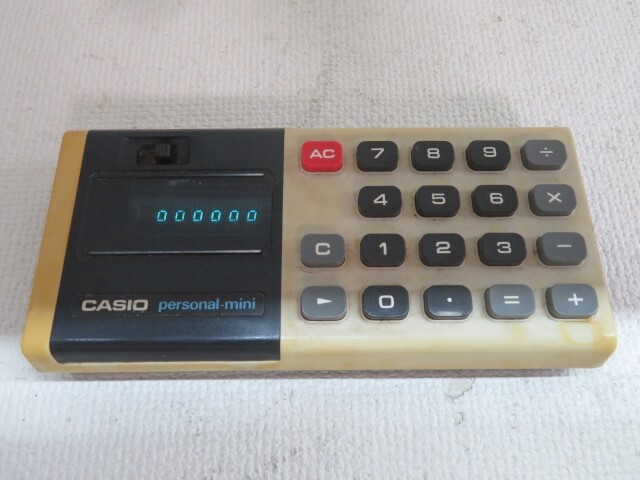 000000
CASIO personal-mini
AC 7 8 9 ÷
4 5 6 ×
C 1 2 3 −
► 0 · = +